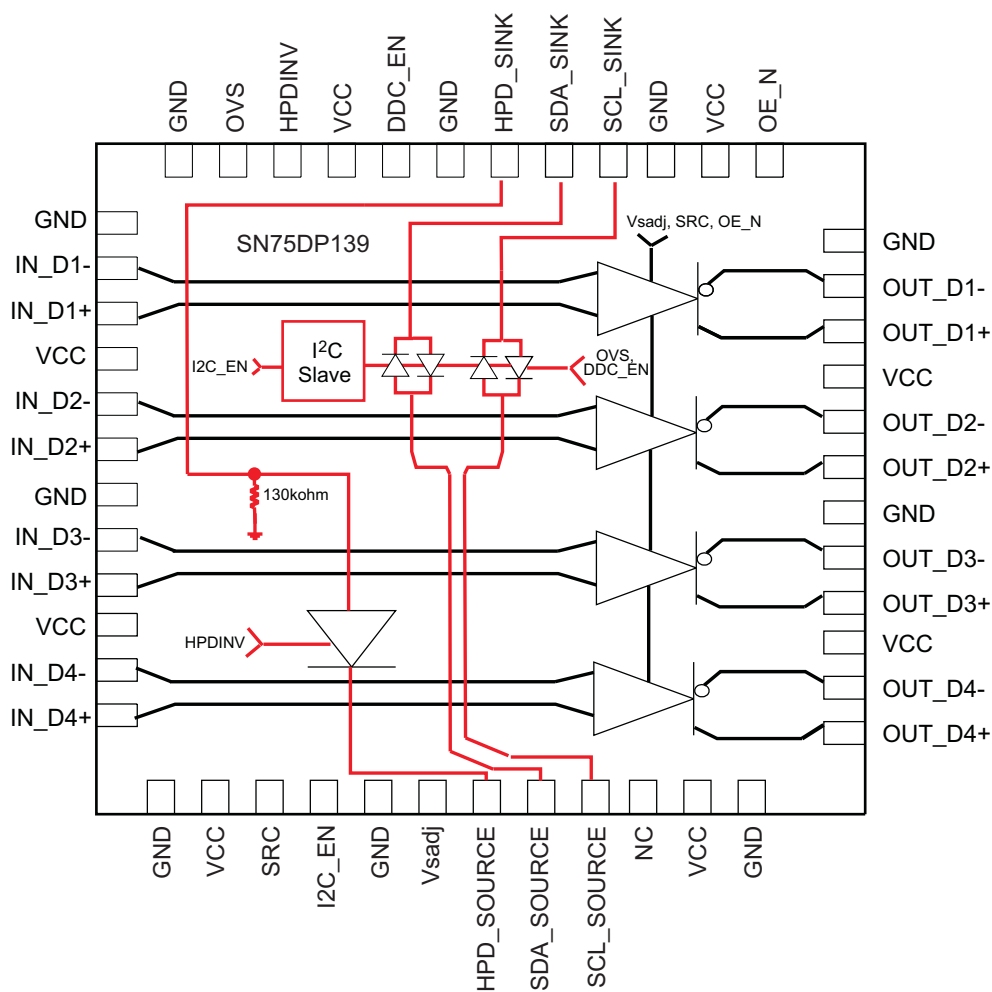 GND
OVS
HPDINV
VCC
DDC_EN
GND
HPD_SINK
SDA_SINK
SCL_SINK
GND
VCC
OE_N
GND
IN_D1-
IN_D1+
VCC
IN_D2-
IN_D2+
GND
IN_D3-
IN_D3+
VCC
IN_D4-
IN_D4+
SN75DP139
Vsadj, SRC, OE_N
I2C_EN
I²C
Slave
OVS,
DDC_EN
130kohm
HPDINV
GND
OUT_D1-
OUT_D1+
VCC
OUT_D2-
OUT_D2+
GND
OUT_D3-
OUT_D3+
VCC
OUT_D4-
OUT_D4+
GND
VCC
SRC
I2C_EN
GND
Vsadj
HPD_SOURCE
SDA_SOURCE
SCL_SOURCE
NC
VCC
GND